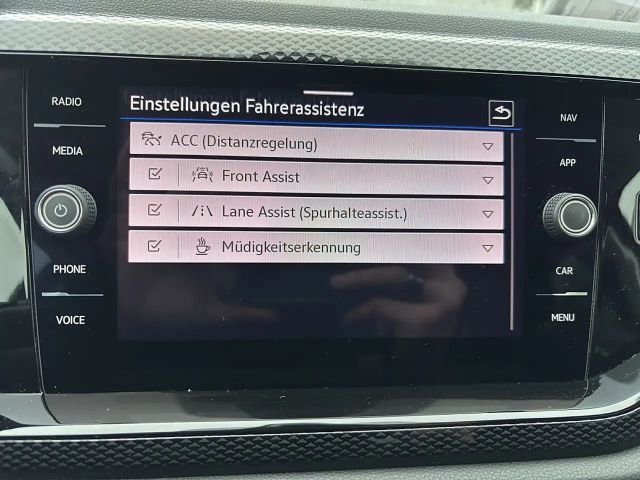 Einstellungen Fahrerassistenz
ACC (Distanzregelung)
Front Assist
Lane Assist (Spurhalteassist.)
Müdigkeitserkennung
RADIO
MEDIA
PHONE
VOICE
NAV
APP
CAR
MENU